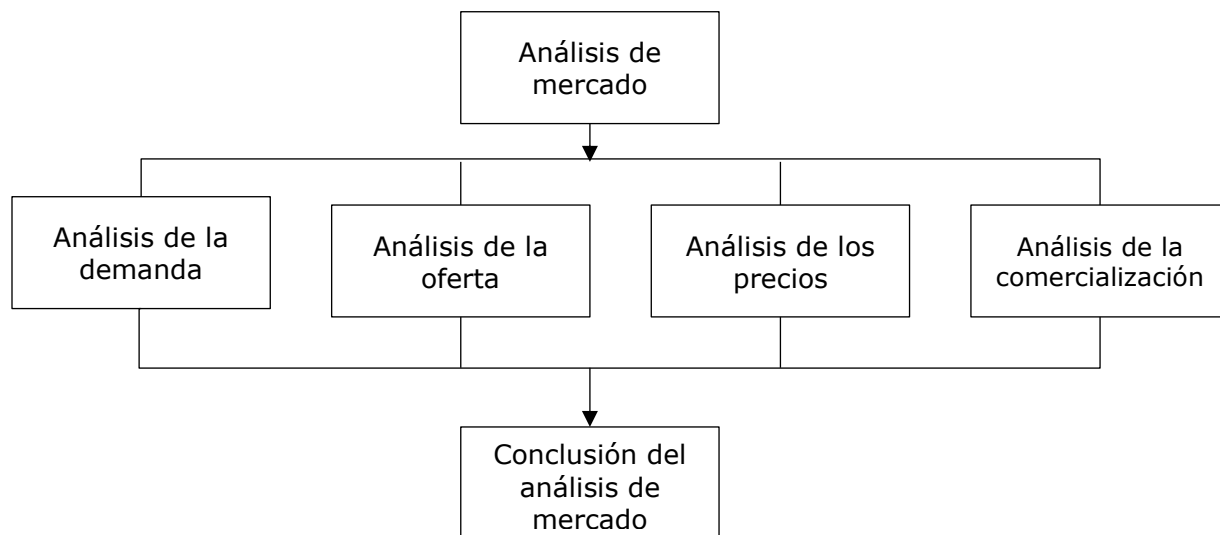 Análisis de
mercado
Análisis de la
demanda
Análisis de la
oferta
Análisis de los
precios
Análisis de la
comercialización
Conclusión del
análisis de
mercado